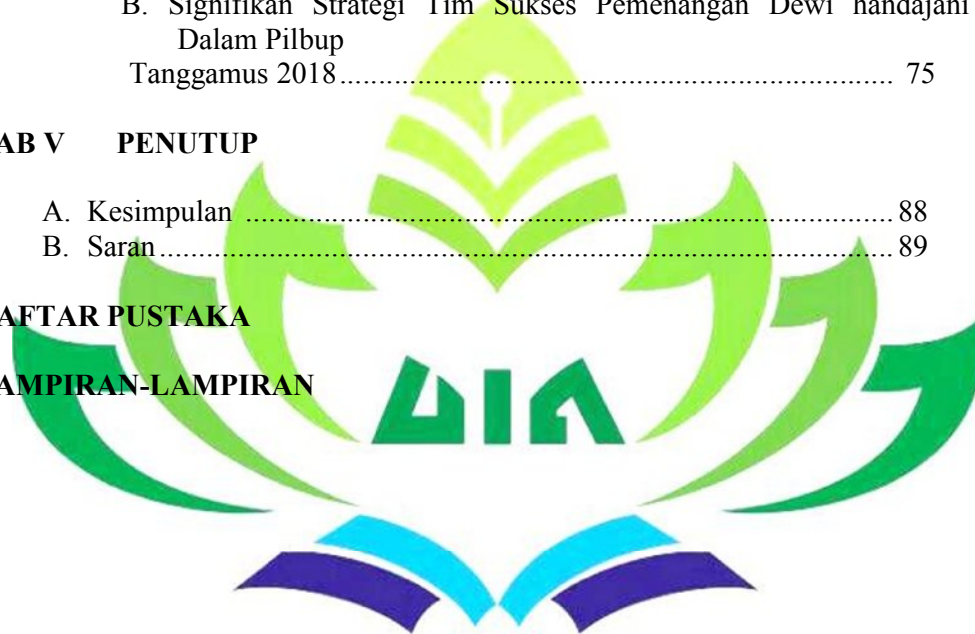 B. Signifikan Strategi Tim Sukses Pemenangan Dewi handajani
Dalam Pilbup
Tanggamus 2018........................................................................ 75
AB V PENUTUP
A. Kesimpulan .................................................................................... 88
B. Saran............................................................................................... 89
AFTAR PUSTAKA
AMPIRAN-LAMPIRAN
UIN